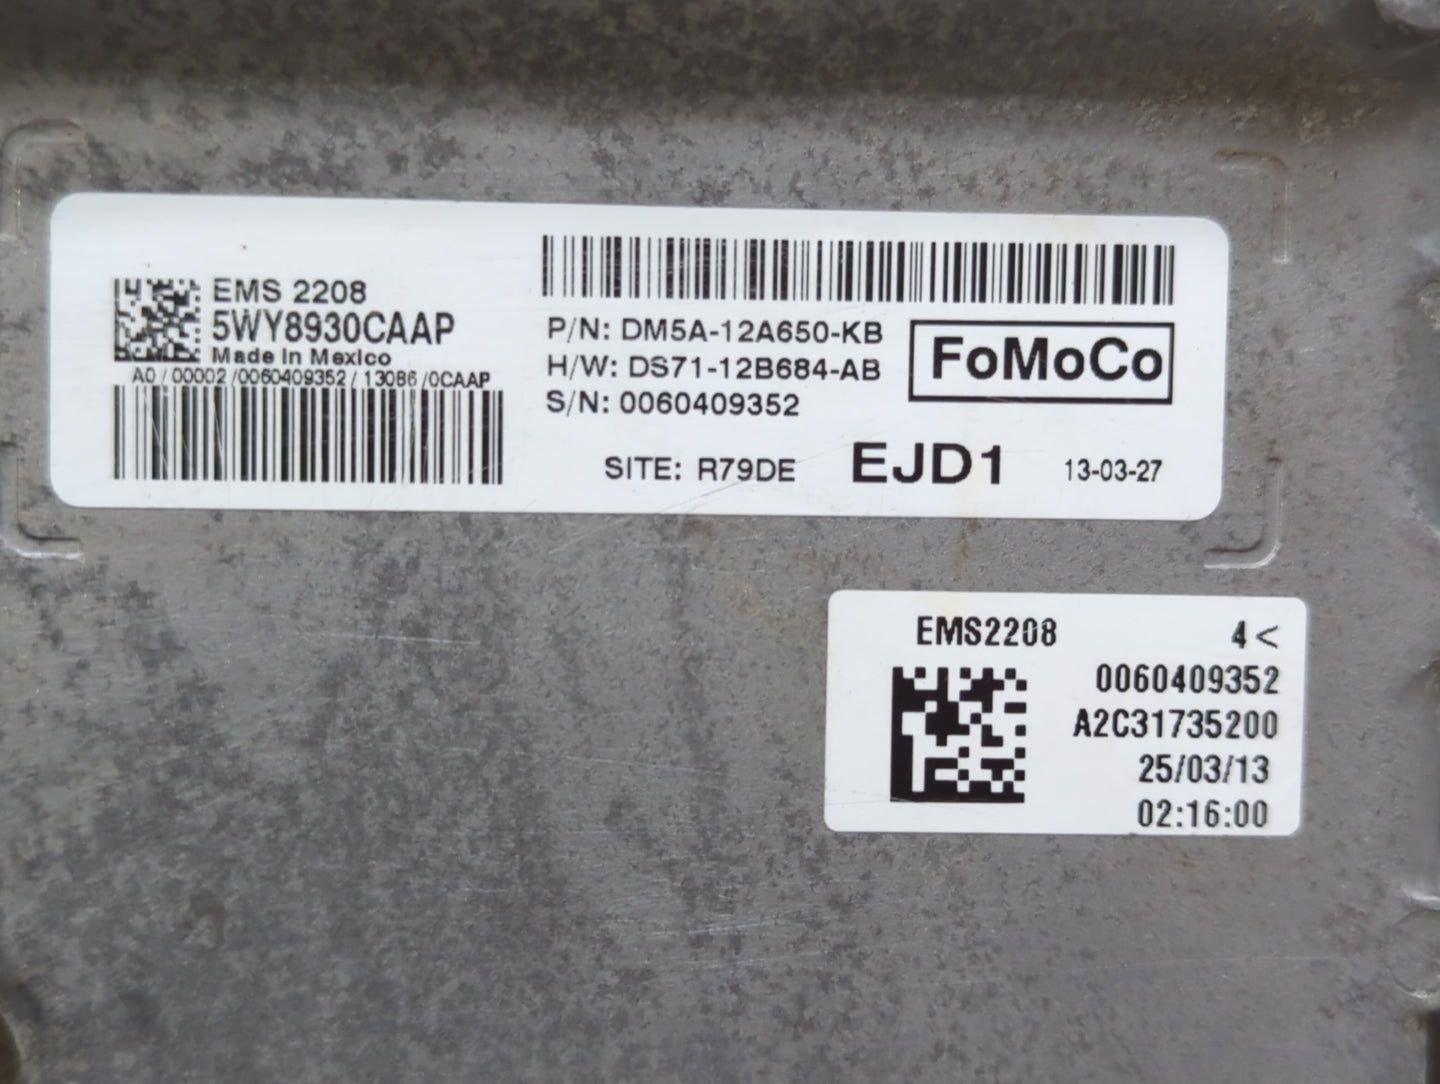 EMS 2208
5WY8930CAAP
Made In Mexico
A0 / 00002 /0060409352 / 13086 /0CAAP
P/N: DM5A-12A650-KB
H/W: DS71-12B684-AB
S/N: 0060409352
FoMoCo
SITE: R79DE EJD1 13-03-27
EMS2208 4<
0060409352
A2C31735200
25/03/13
02:16:00